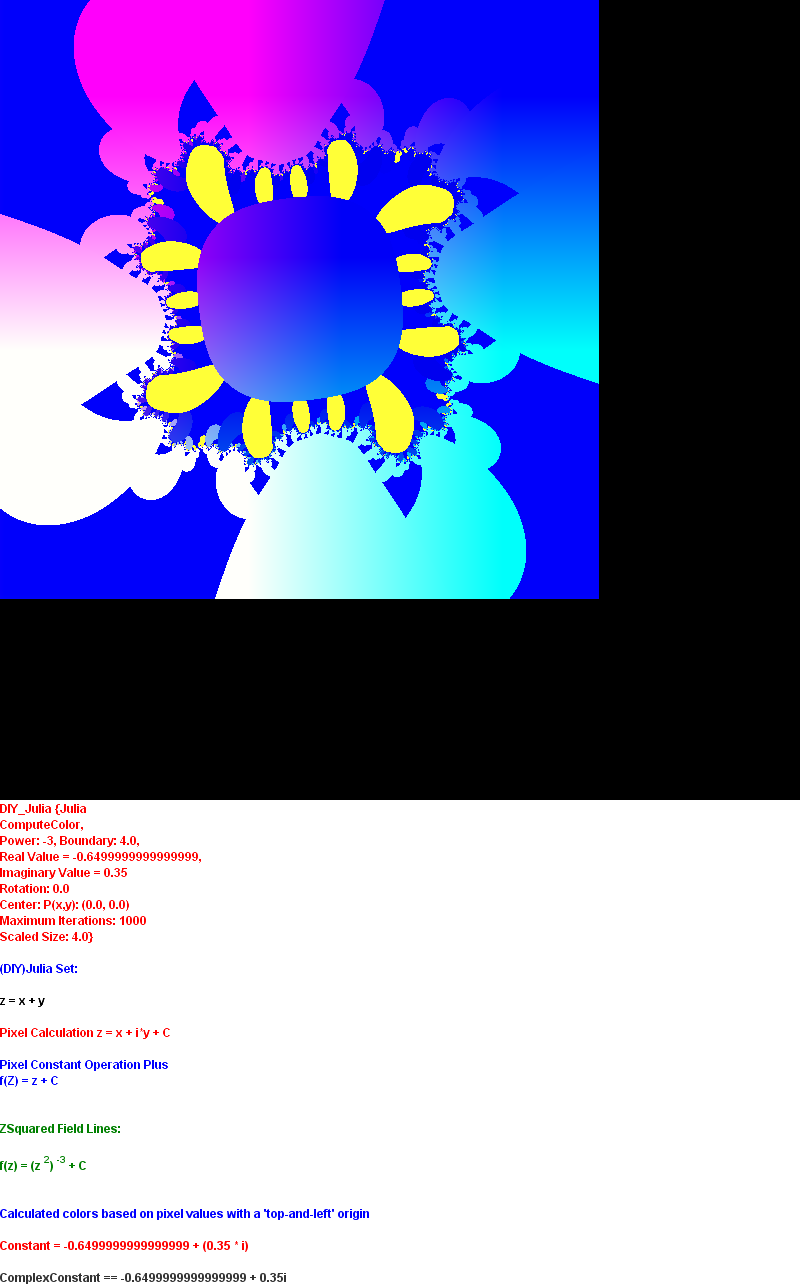 DIY_Julia {Julia
ComputeColor,
Power: -3, Boundary: 4.0,
Real Value = -0.6499999999999999,
Imaginary Value = 0.35
Rotation: 0.0
Center: P(x,y): (0.0, 0.0)
Maximum Iterations: 1000
Scaled Size: 4.0}
(DIY)Julia Set:
z = x + y
Pixel Calculation z = x + i*y + C
Pixel Constant Operation Plus
f(Z) = z + C
ZSquared Field Lines:
f(z) = (z 2) -3 + C
Calculated colors based on pixel values with a 'top-and-left' origin
Constant = -0.6499999999999999 + (0.35 * i)
ComplexConstant == -0.6499999999999999 + 0.35i